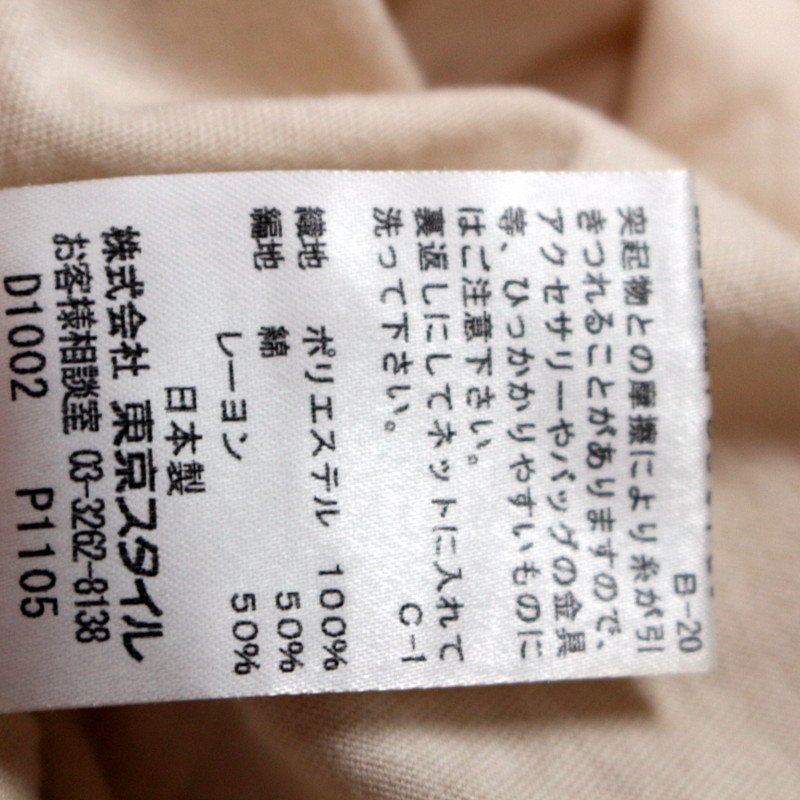 B-20
突起物との摩擦により糸が引
きつれることがありますので、
アクセサリーやバッグの金具
等、ひっかかりやすいものに
はご注意下さい。
裏返しにしてネットに入れて
洗って下さい。
C-1
織地 ポリエステル 100%
編地 綿 50%
レーヨン 50%
日本製
株式会社 東京スタイル
お客様相談室 03-3262-8138
D1002 P1105